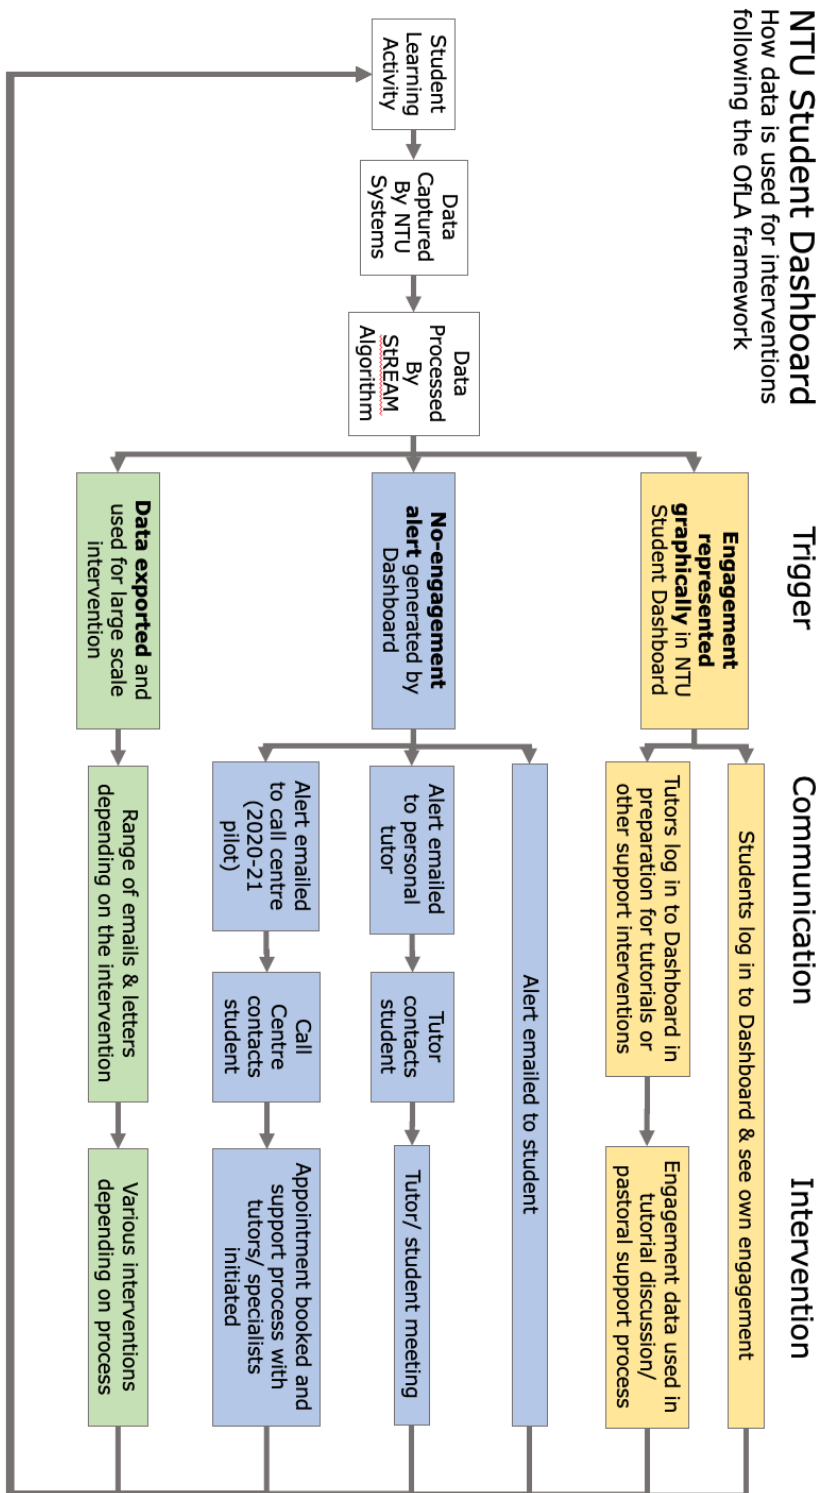 NTU Student Dashboard
How data is used for interventions
following the OfLA framework
Trigger
Communication
Intervention
Student
Learning
Activity
Data
Captured
By NTU
Systems
Data
Processed
By
StREAM
Algorithm
Engagement
represented
graphically in NTU
Student Dashboard
Students log in to Dashboard & see own engagement
Tutors log in to Dashboard in
preparation for tutorials or
other support interventions
Engagement data used in
tutorial discussion/
pastoral support process
No-engagement
alert generated by
Dashboard
Alert emailed to student
Alert emailed
to personal
tutor
Tutor
contacts
student
Tutor/ student meeting
Alert emailed
to call centre
(2020-21
pilot)
Call
Centre
contacts
student
Appointment booked and
support process with
tutors/ specialists
initiated
Data exported and
used for large scale
intervention
Range of emails & letters
depending on the intervention
Various interventions
depending on process